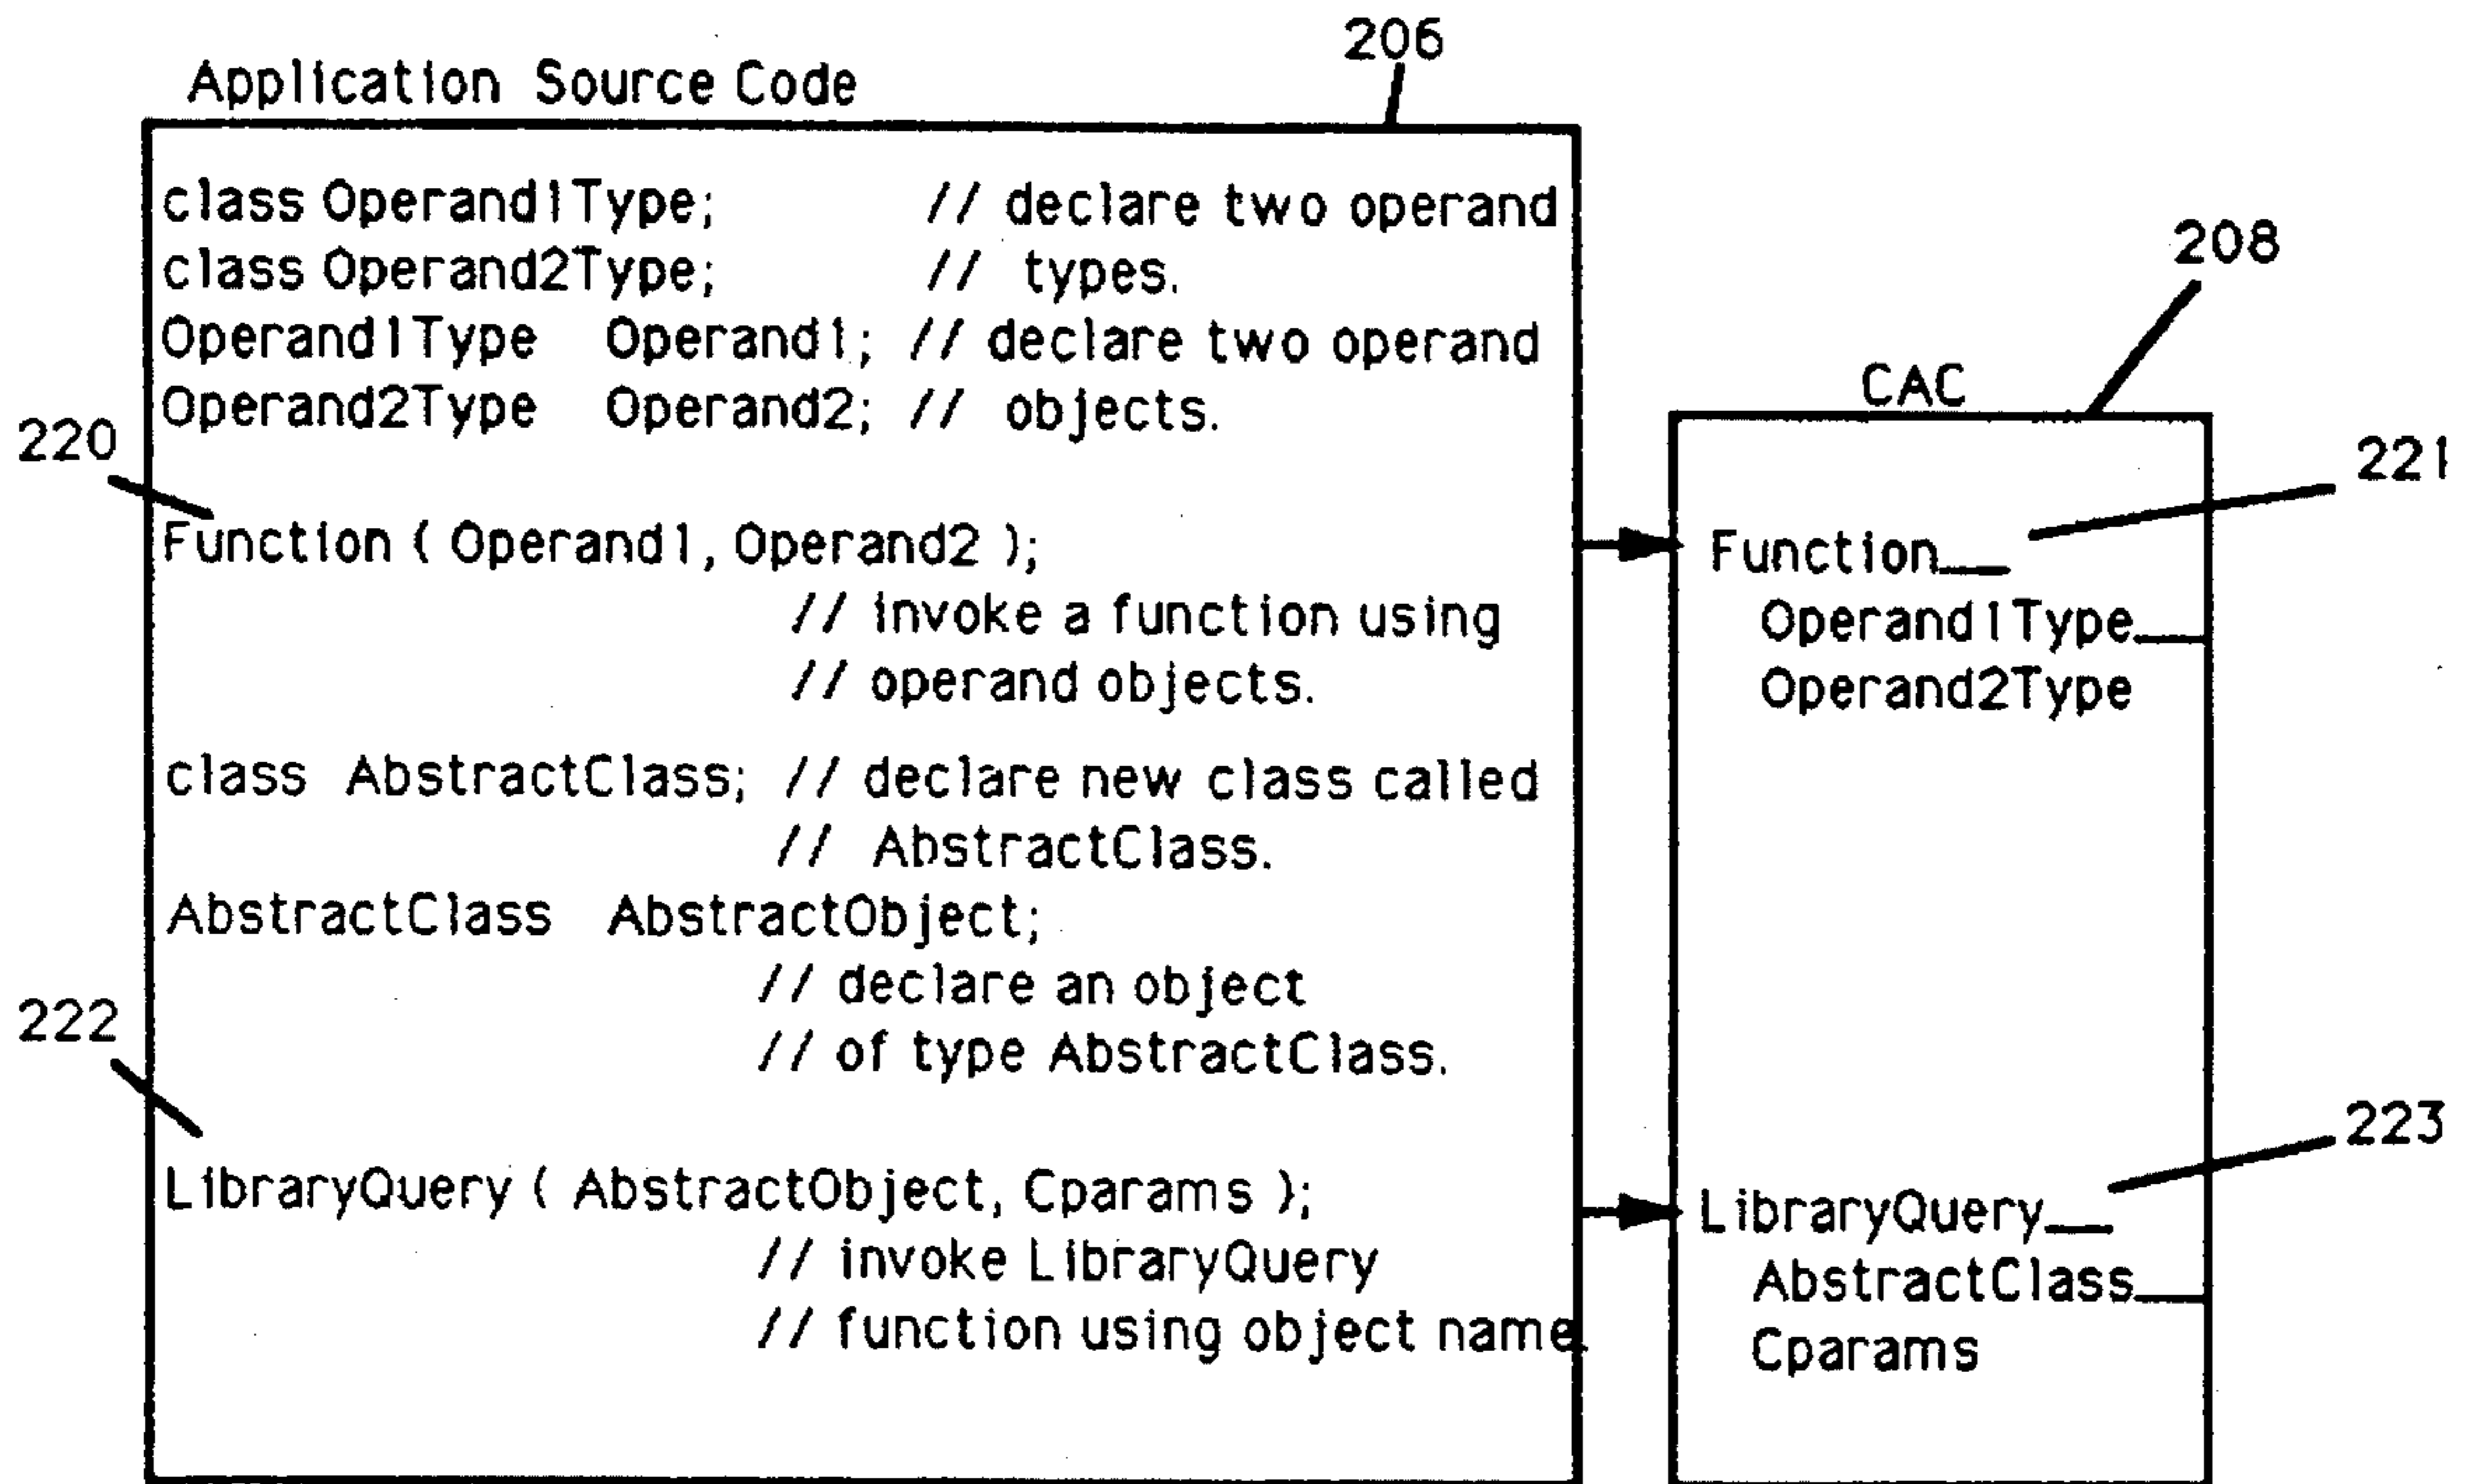 206
Application Source Code
class Operand1Type; // declare two operand
class Operand2Type; // types.
Operand1Type Operand1; // declare two operand
Operand2Type Operand2; // objects.
220
Function ( Operand1, Operand2 );
// invoke a function using
// operand objects.
class AbstractClass; // declare new class called
// AbstractClass.
AbstractClass AbstractObject;
// declare an object
// of type AbstractClass.
222
LibraryQuery ( AbstractObject, Cparams );
// invoke LibraryQuery
// function using object name.
208
CAC
221
Function__
Operand1Type__
Operand2Type
223
LibraryQuery__
AbstractClass__
Cparams